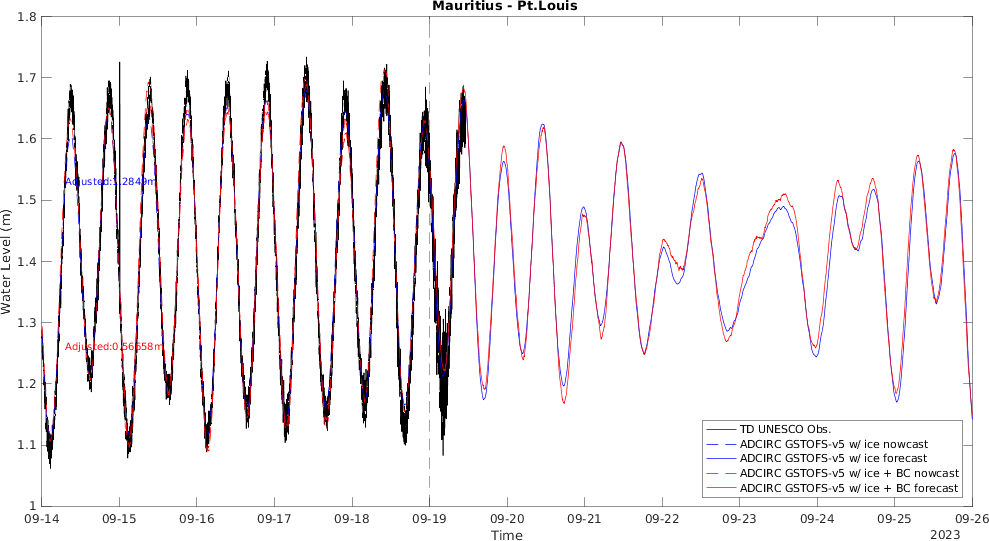 Mauritius - Pt.Louis
1.8
1.7
1.6
1.5
1.4
1.3
1.2
1.1
1
Water Level (m)
Adjusted:1.2849m
Adjusted:0.56658m
TD UNESCO Obs.
ADCIRC GSTOFS-v5 w/ ice nowcast
ADCIRC GSTOFS-v5 w/ ice forecast
ADCIRC GSTOFS-v5 w/ ice + BC nowcast
ADCIRC GSTOFS-v5 w/ ice + BC forecast
09-14 09-15 09-16 09-17 09-18 09-19 09-20 09-21 09-22 09-23 09-24 09-25 09-26
Time
2023